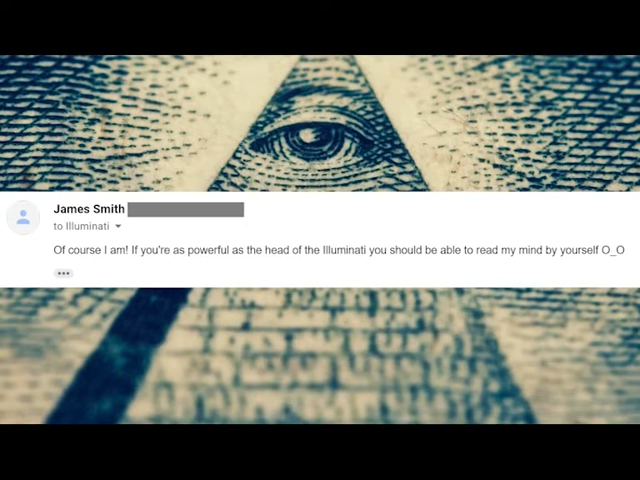 James Smith
to Illuminati
Of course I am! If you're as powerful as the head of the Illuminati you should be able to read my mind by yourself O_O